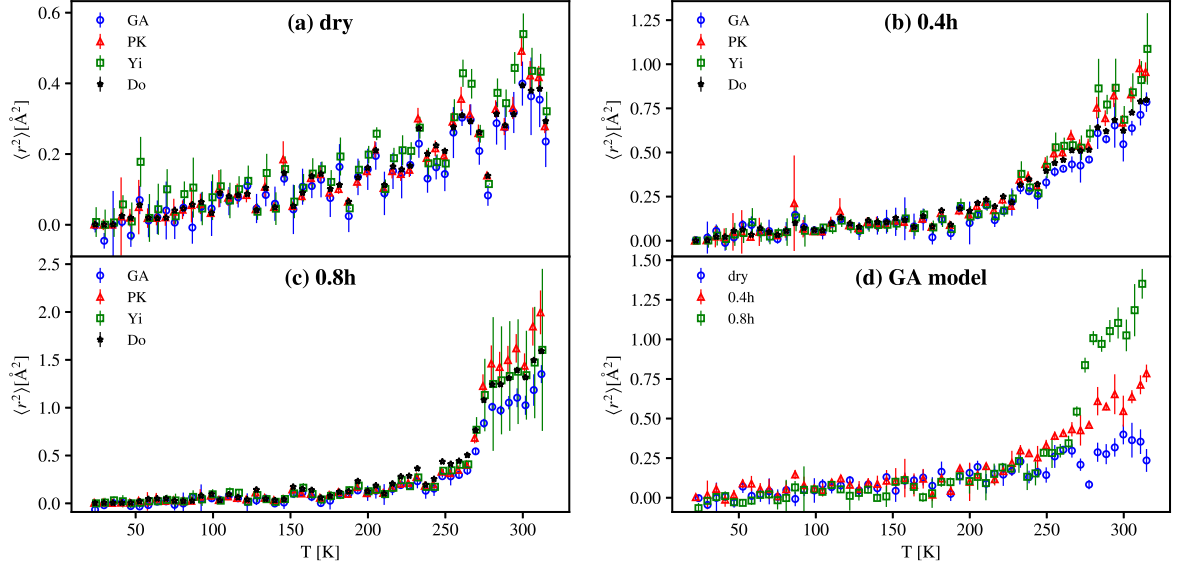 (a) dry
GA
PK
Yi
Do
0.6
0.4
0.2
0.0
⟨r²⟩[Å²]
(b) 0.4h
GA
PK
Yi
Do
1.25
1.00
0.75
0.50
0.25
0.00
⟨r²⟩[Å²]
(c) 0.8h
GA
PK
Yi
Do
2.5
2.0
1.5
1.0
0.5
0.0
⟨r²⟩[Å²]
50 100 150 200 250 300
T [K]
(d) GA model
dry
0.4h
0.8h
1.50
1.25
1.00
0.75
0.50
0.25
0.00
⟨r²⟩[Å²]
50 100 150 200 250 300
T [K]